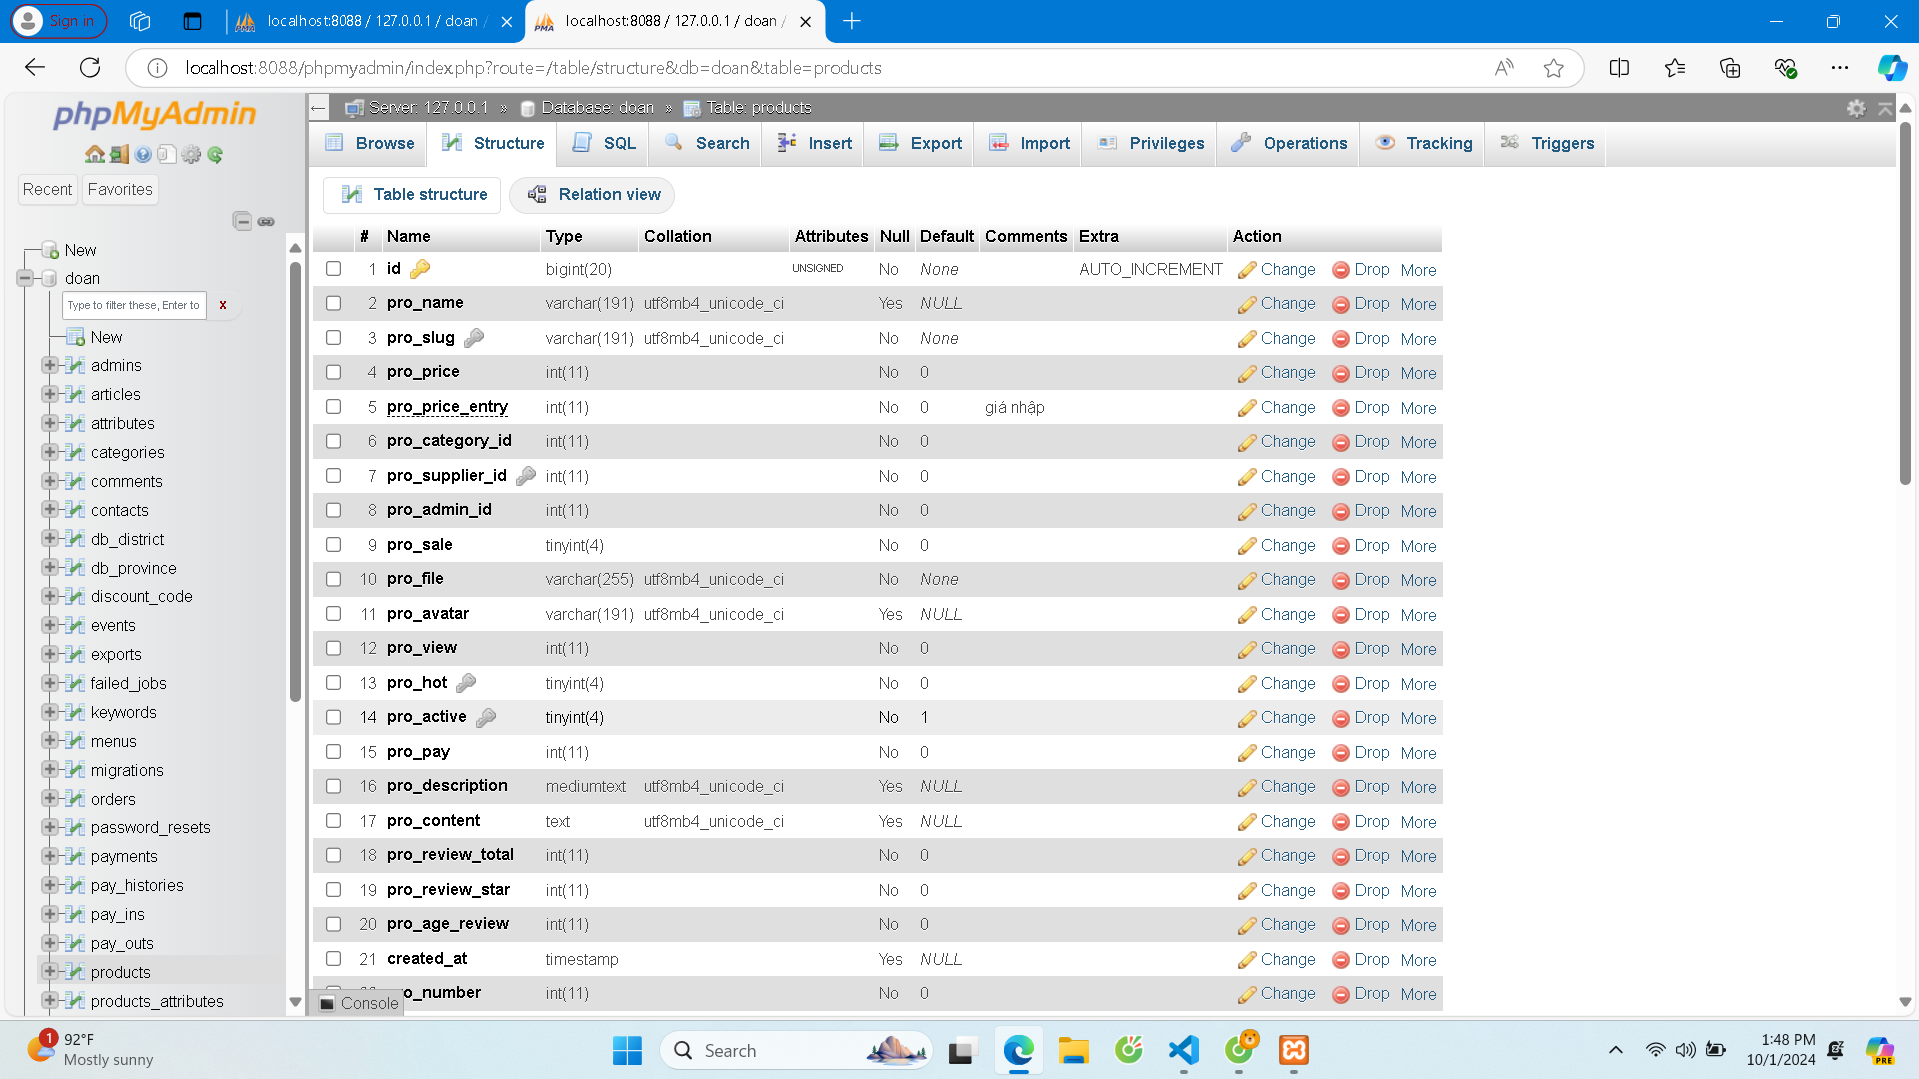 Sign in
localhost:8088 / 127.0.0.1 / doan /
localhost:8088 / 127.0.0.1 / doan /
localhost:8088/phpmyadmin/index.php?route=/table/structure&db=doan&table=products
phpMyAdmin
Recent Favorites
New
doan
Type to filter these, Enter to X
New
admins
articles
attributes
categories
comments
contacts
db_district
db_province
discount_code
events
exports
failed_jobs
keywords
menus
migrations
orders
password_resets
payments
pay_histories
pay_ins
pay_outs
products
products_attributes
Server: 127.0.0.1 » Database: doan » Table: products
Browse Structure SQL Search Insert Export Import Privileges Operations Tracking Triggers
Table structure Relation view
# Name Type Collation Attributes Null Default Comments Extra Action
1 id bigint(20) UNSIGNED No None AUTO_INCREMENT Change Drop More
2 pro_name varchar(191) utf8mb4_unicode_ci Yes NULL Change Drop More
3 pro_slug varchar(191) utf8mb4_unicode_ci No None Change Drop More
4 pro_price int(11) No 0 Change Drop More
5 pro_price_entry int(11) No 0 giá nhập Change Drop More
6 pro_category_id int(11) No 0 Change Drop More
7 pro_supplier_id int(11) No 0 Change Drop More
8 pro_admin_id int(11) No 0 Change Drop More
9 pro_sale tinyint(4) No 0 Change Drop More
10 pro_file varchar(255) utf8mb4_unicode_ci No None Change Drop More
11 pro_avatar varchar(191) utf8mb4_unicode_ci Yes NULL Change Drop More
12 pro_view int(11) No 0 Change Drop More
13 pro_hot tinyint(4) No 0 Change Drop More
14 pro_active tinyint(4) No 1 Change Drop More
15 pro_pay int(11) No 0 Change Drop More
16 pro_description mediumtext utf8mb4_unicode_ci Yes NULL Change Drop More
17 pro_content text utf8mb4_unicode_ci Yes NULL Change Drop More
18 pro_review_total int(11) No 0 Change Drop More
19 pro_review_star int(11) No 0 Change Drop More
20 pro_age_review int(11) No 0 Change Drop More
21 created_at timestamp Yes NULL Change Drop More
o_number int(11) No 0 Change Drop More
Console
1 92°F
Mostly sunny
Search
1:48 PM
10/1/2024
PRE